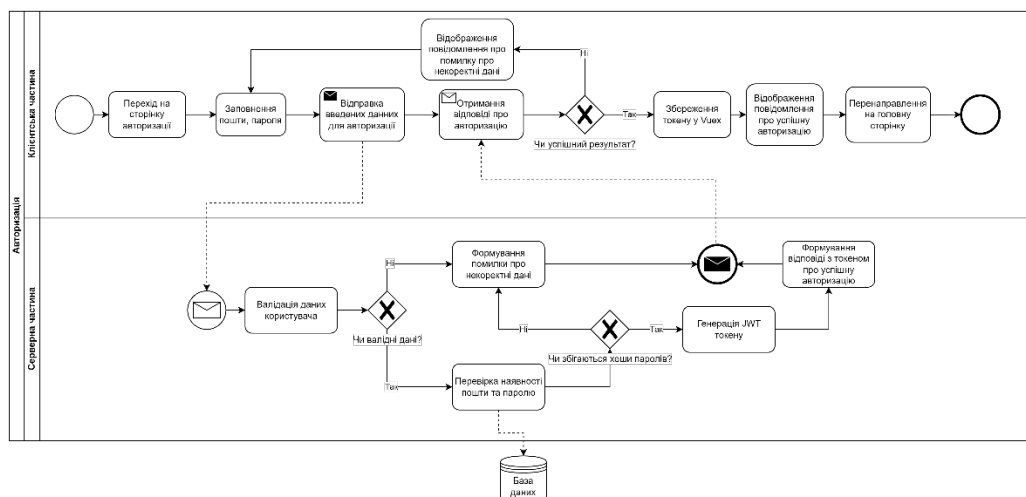 Авторизація
Клієнтська частина
Відображення
повідомлення про
помилку про
некоректні дані
Ні
Перехід на
сторінку
авторизації
Заповнення
пошти, пароля
Відправка
введених данних
для авторизації
Отримання
відповіді про
авторизацію
Чи успішний результат?
Так
Збереження
токену у Vuex
Відображення
повідомлення
про успішну
авторизацію
Перенаправлення
на головну
сторінку
Серверна частина
Валідація даних
користувача
Чи валідні дані?
Ні
Так
Формування
помилки про
некоректні дані
Перевірка наявності
пошти та паролю
Ні
Чи збігаються хеши паролів?
Так
Генерація JWT
токену
Формування
відповіді з токеном
про успішну
авторизацію
База
даних